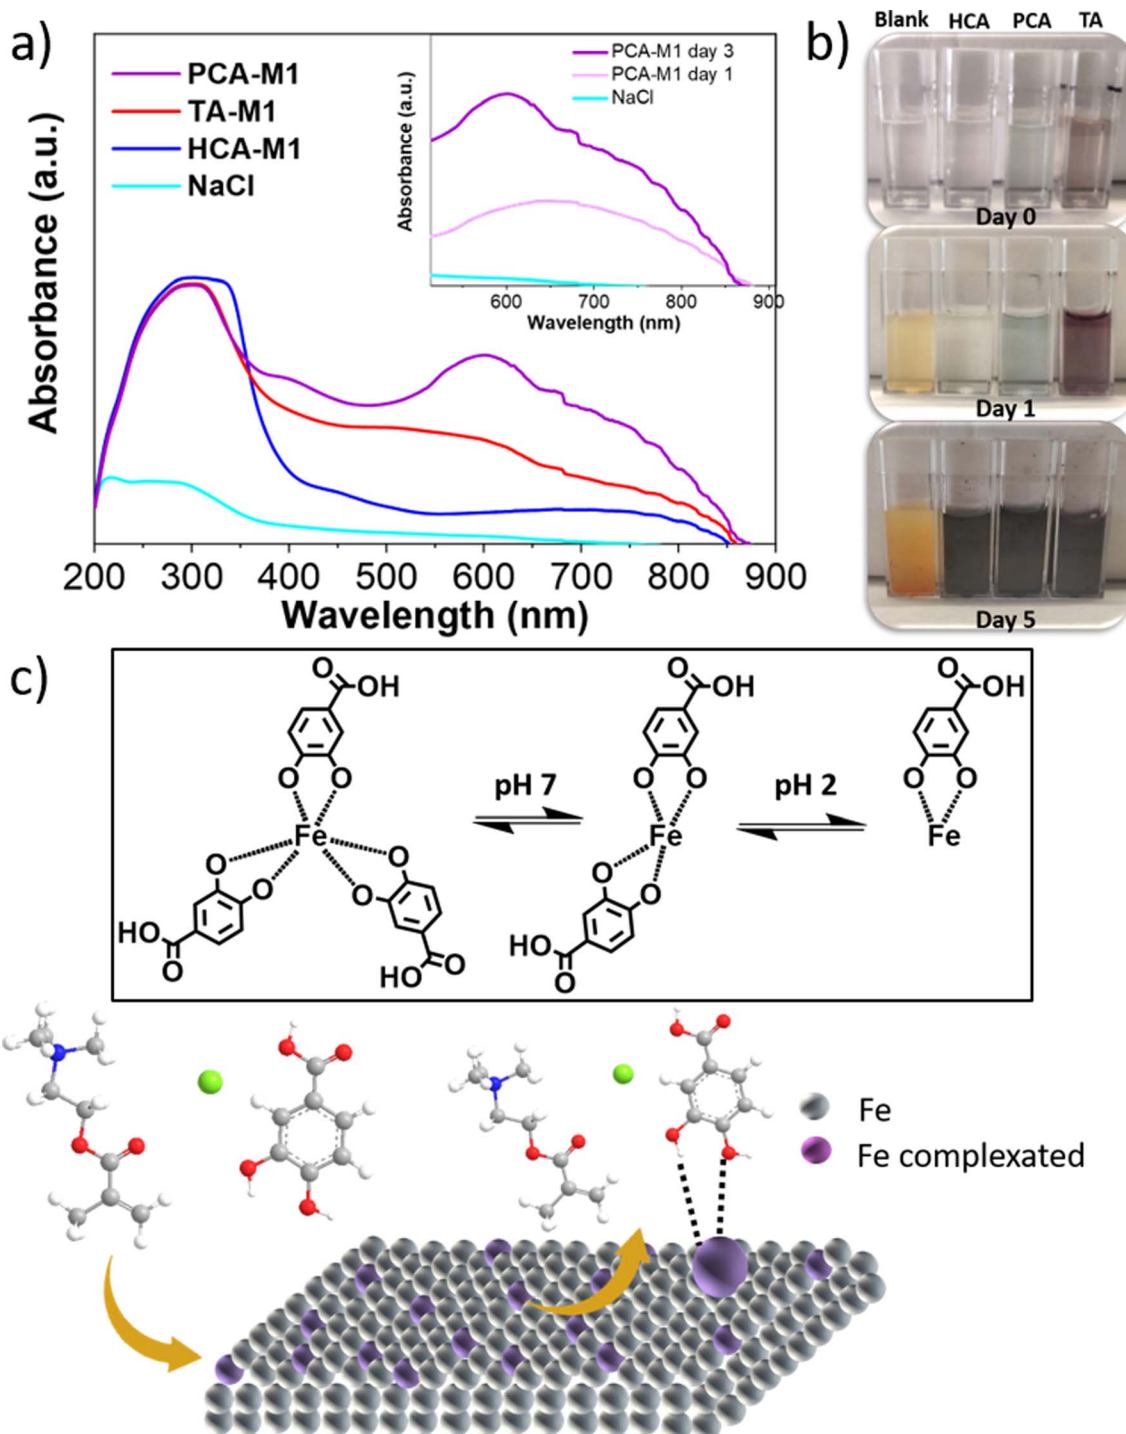 a)
PCA-M1
TA-M1
HCA-M1
NaCl
Absorbance (a.u.)
200 300 400 500 600 700 800 900
Wavelength (nm)
PCA-M1 day 3
PCA-M1 day 1
NaCl
Absorbance (a.u.)
600 700 800 900
Wavelength (nm)
b)
Blank HCA PCA TA
Day 0
Day 1
Day 5
c)
O
OH
O O
Fe
O
O
HO
O
O
O
HO
O
pH 7
O
OH
O O
Fe
O
O
HO
O
pH 2
O
OH
O O
Fe
Fe
Fe complexated